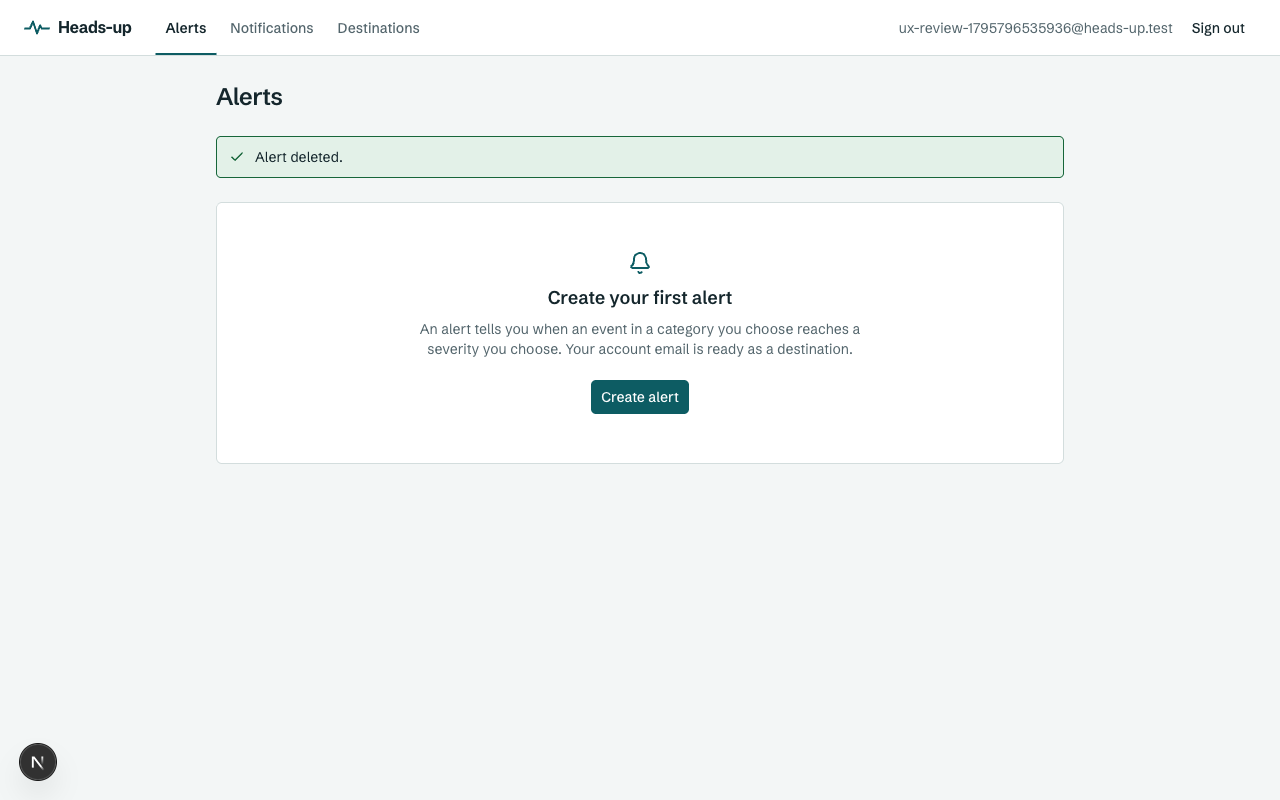 Heads-up
Alerts
Notifications
Destinations
ux-review-1795796535936@heads-up.test
Sign out
Alerts
Alert deleted.
Create your first alert
An alert tells you when an event in a category you choose reaches a
severity you choose. Your account email is ready as a destination.
Create alert
N